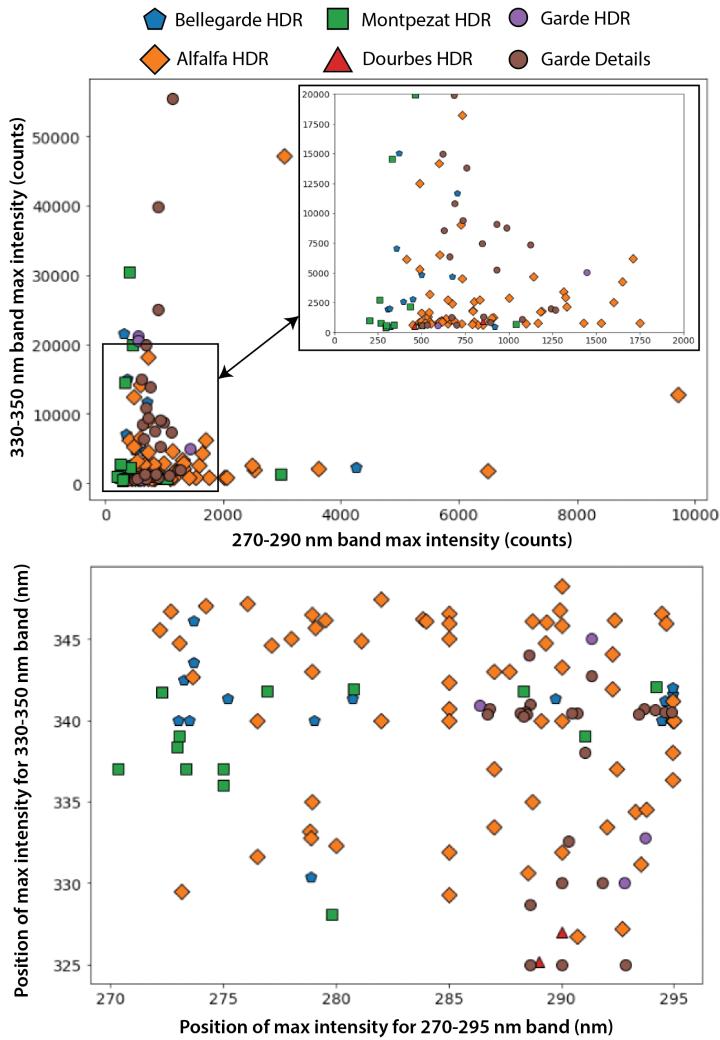 Bellegarde HDR Montpezat HDR Garde HDR
Alfalfa HDR Dourbes HDR Garde Details
330-350 nm band max intensity (counts)
50000
40000
30000
20000
10000
0
0 2000 4000 6000 8000 10000
270-290 nm band max intensity (counts)
20000
17500
15000
12500
10000
7500
5000
2500
0
0 250 500 750 1000 1250 1500 1750 2000
Position of max intensity for 330-350 nm band (nm)
345
340
335
330
325
270 275 280 285 290 295
Position of max intensity for 270-295 nm band (nm)